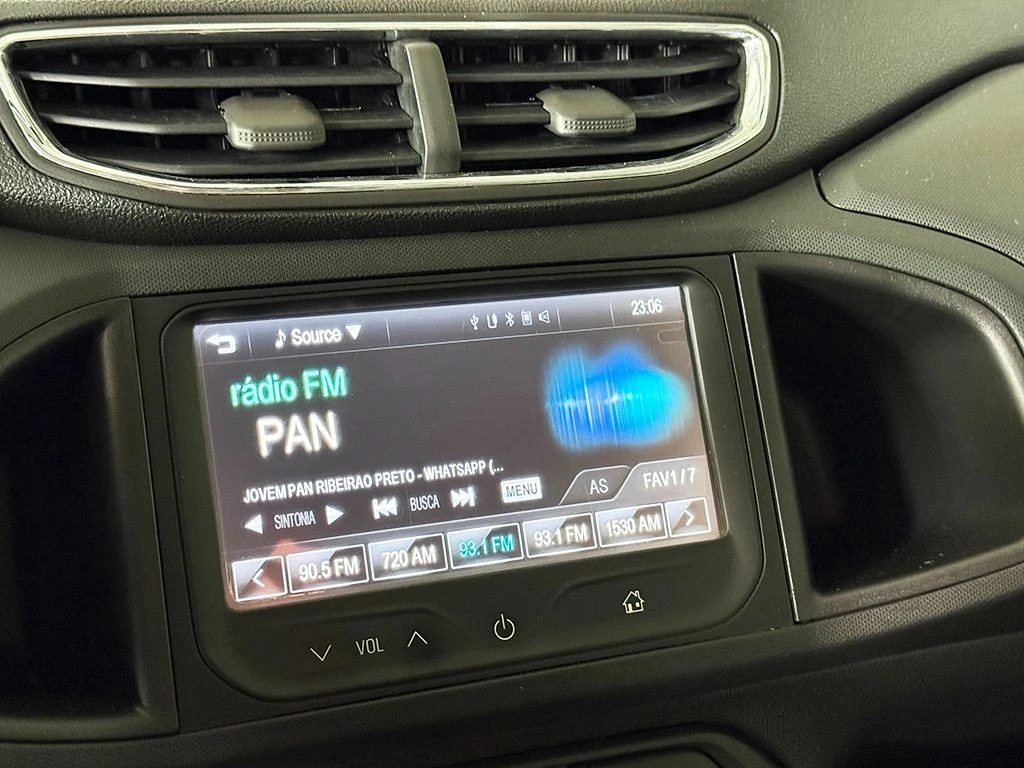 Source
23:06
rádio FM
PAN
JOVEM PAN RIBEIRAO PRETO - WHATSAPP (...
SINTONIA BUSCA MENU AS FAV1/7
90.5 FM 720 AM 93.1 FM 93.1 FM 1530 AM
VOL